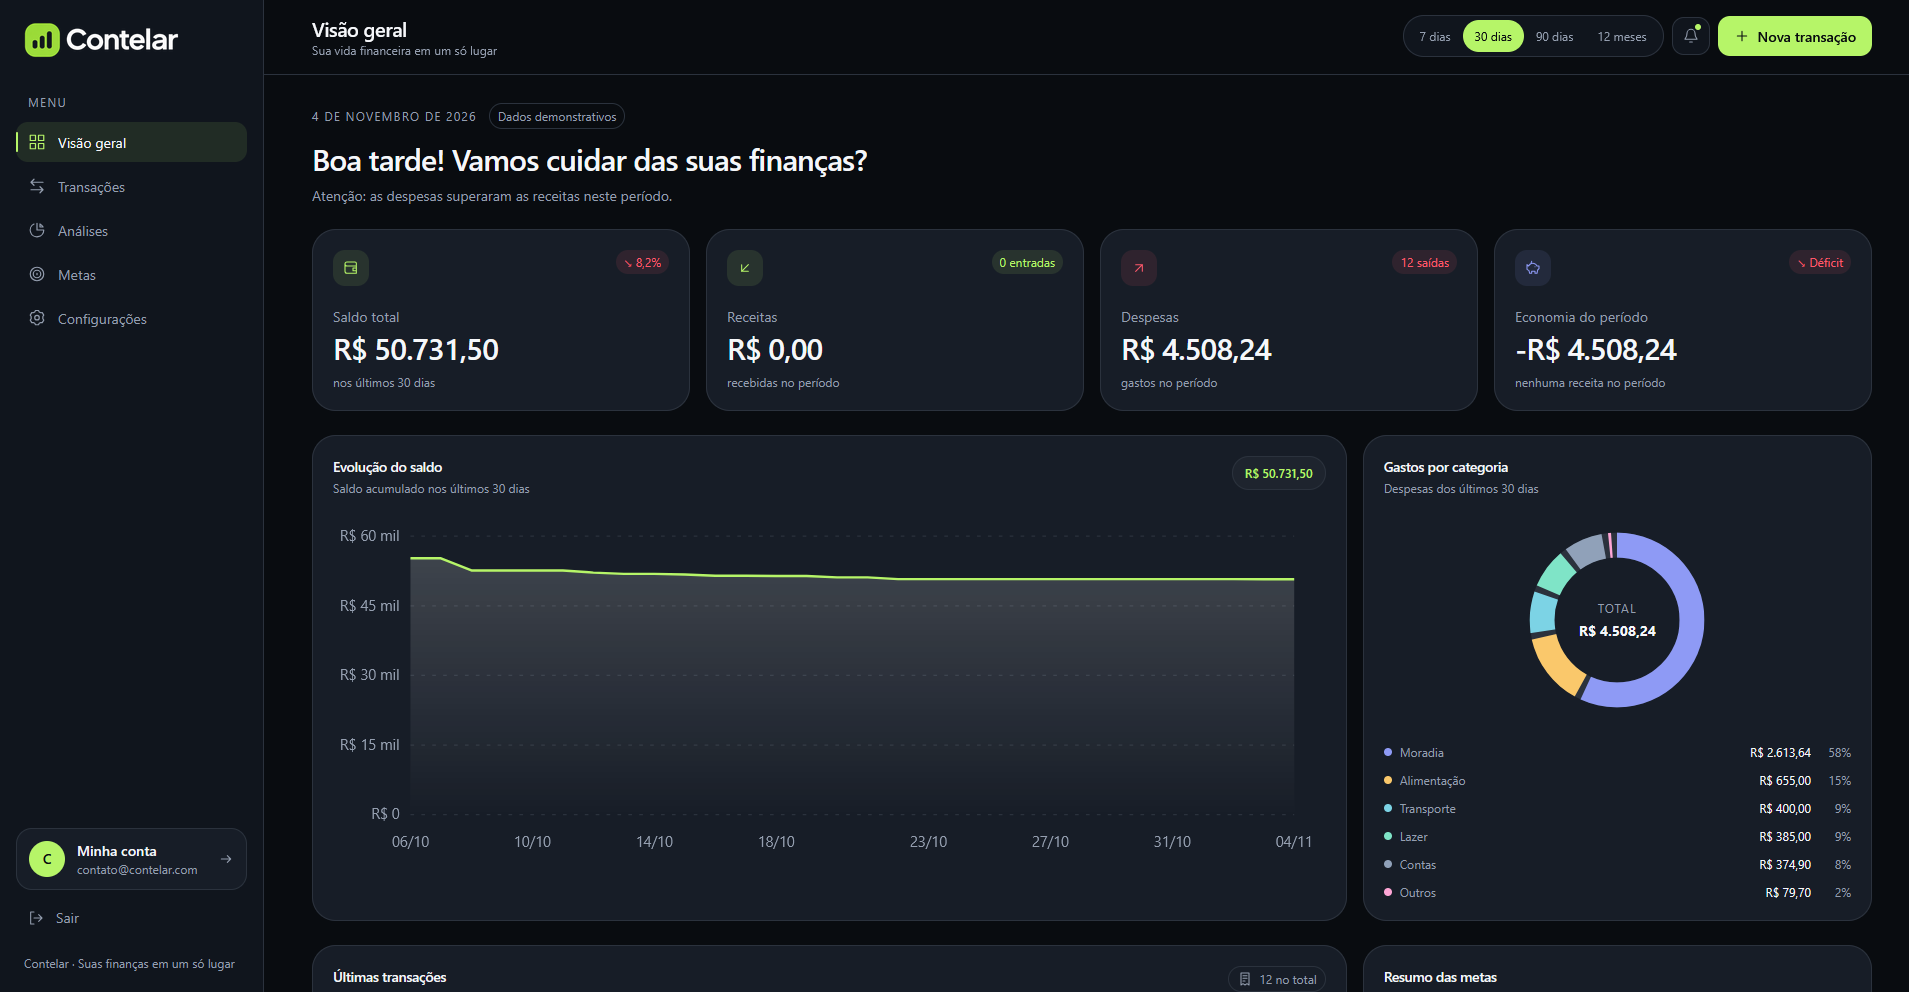 Contelar
MENU
Visão geral
Transações
Análises
Metas
Configurações
C
Minha conta
contato@contelar.com
Sair
Contelar · Suas finanças em um só lugar
Visão geral
Sua vida financeira em um só lugar
7 dias
30 dias
90 dias
12 meses
+ Nova transação
4 DE NOVEMBRO DE 2026
Dados demonstrativos
Boa tarde! Vamos cuidar das suas finanças?
Atenção: as despesas superaram as receitas neste período.
8,2%
Saldo total
R$ 50.731,50
nos últimos 30 dias
0 entradas
Receitas
R$ 0,00
recebidas no período
12 saídas
Despesas
R$ 4.508,24
gastos no período
Déficit
Economia do período
-R$ 4.508,24
nenhuma receita no período
Evolução do saldo
Saldo acumulado nos últimos 30 dias
R$ 50.731,50
R$ 60 mil
R$ 45 mil
R$ 30 mil
R$ 15 mil
R$ 0
06/10
10/10
14/10
18/10
23/10
27/10
31/10
04/11
Gastos por categoria
Despesas dos últimos 30 dias
TOTAL
R$ 4.508,24
Moradia R$ 2.613,64 58%
Alimentação R$ 655,00 15%
Transporte R$ 400,00 9%
Lazer R$ 385,00 9%
Contas R$ 374,90 8%
Outros R$ 79,70 2%
Últimas transações
12 no total
Resumo das metas